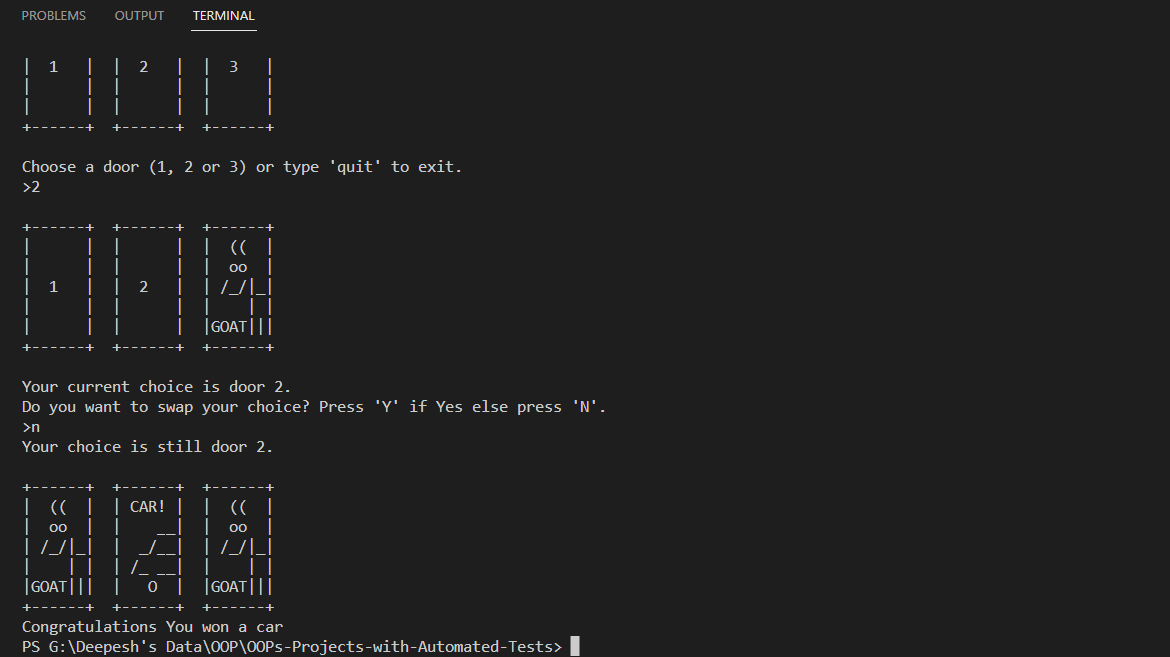 PROBLEMS OUTPUT TERMINAL
|  1   |  |  2   |  |  3   |
|      |  |      |  |      |
|      |  |      |  |      |
+------+  +------+  +------+
Choose a door (1, 2 or 3) or type 'quit' to exit.
>2
+------+  +------+  +------+
|      |  |      |  |  ((  |
|      |  |      |  |  oo  |
|  1   |  |  2   |  | /_/|_|
|      |  |      |  |    | |
|      |  |      |  |GOAT|||
+------+  +------+  +------+
Your current choice is door 2.
Do you want to swap your choice? Press 'Y' if Yes else press 'N'.
>n
Your choice is still door 2.
+------+  +------+  +------+
|  ((  |  | CAR! |  |  ((  |
|  oo  |  |    __|  |  oo  |
| /_/|_|  |  _/__|  | /_/|_|
|    | |  | /_ __|  |    | |
|GOAT|||  |   O  |  |GOAT|||
+------+  +------+  +------+
Congratulations You won a car
PS G:\Deepesh's Data\OOP\OOPs-Projects-with-Automated-Tests>